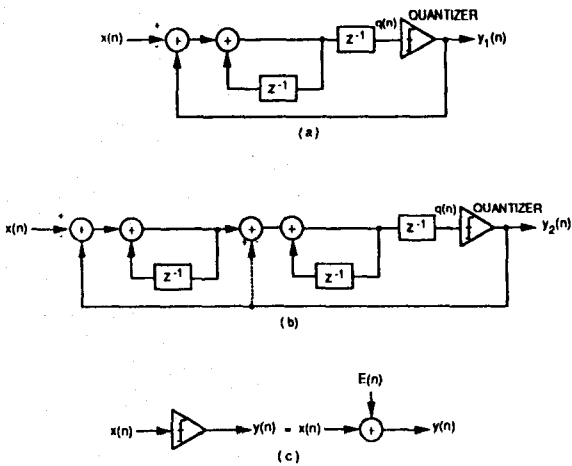 QUANTIZER
x(n)
+
-
+
+
z⁻¹
q(n)
y₁(n)
z⁻¹
(a)
QUANTIZER
x(n)
+
-
+
+
+
+
z⁻¹
q(n)
y₂(n)
z⁻¹
z⁻¹
(b)
E(n)
x(n)
y(n) = x(n)
+
y(n)
(c)